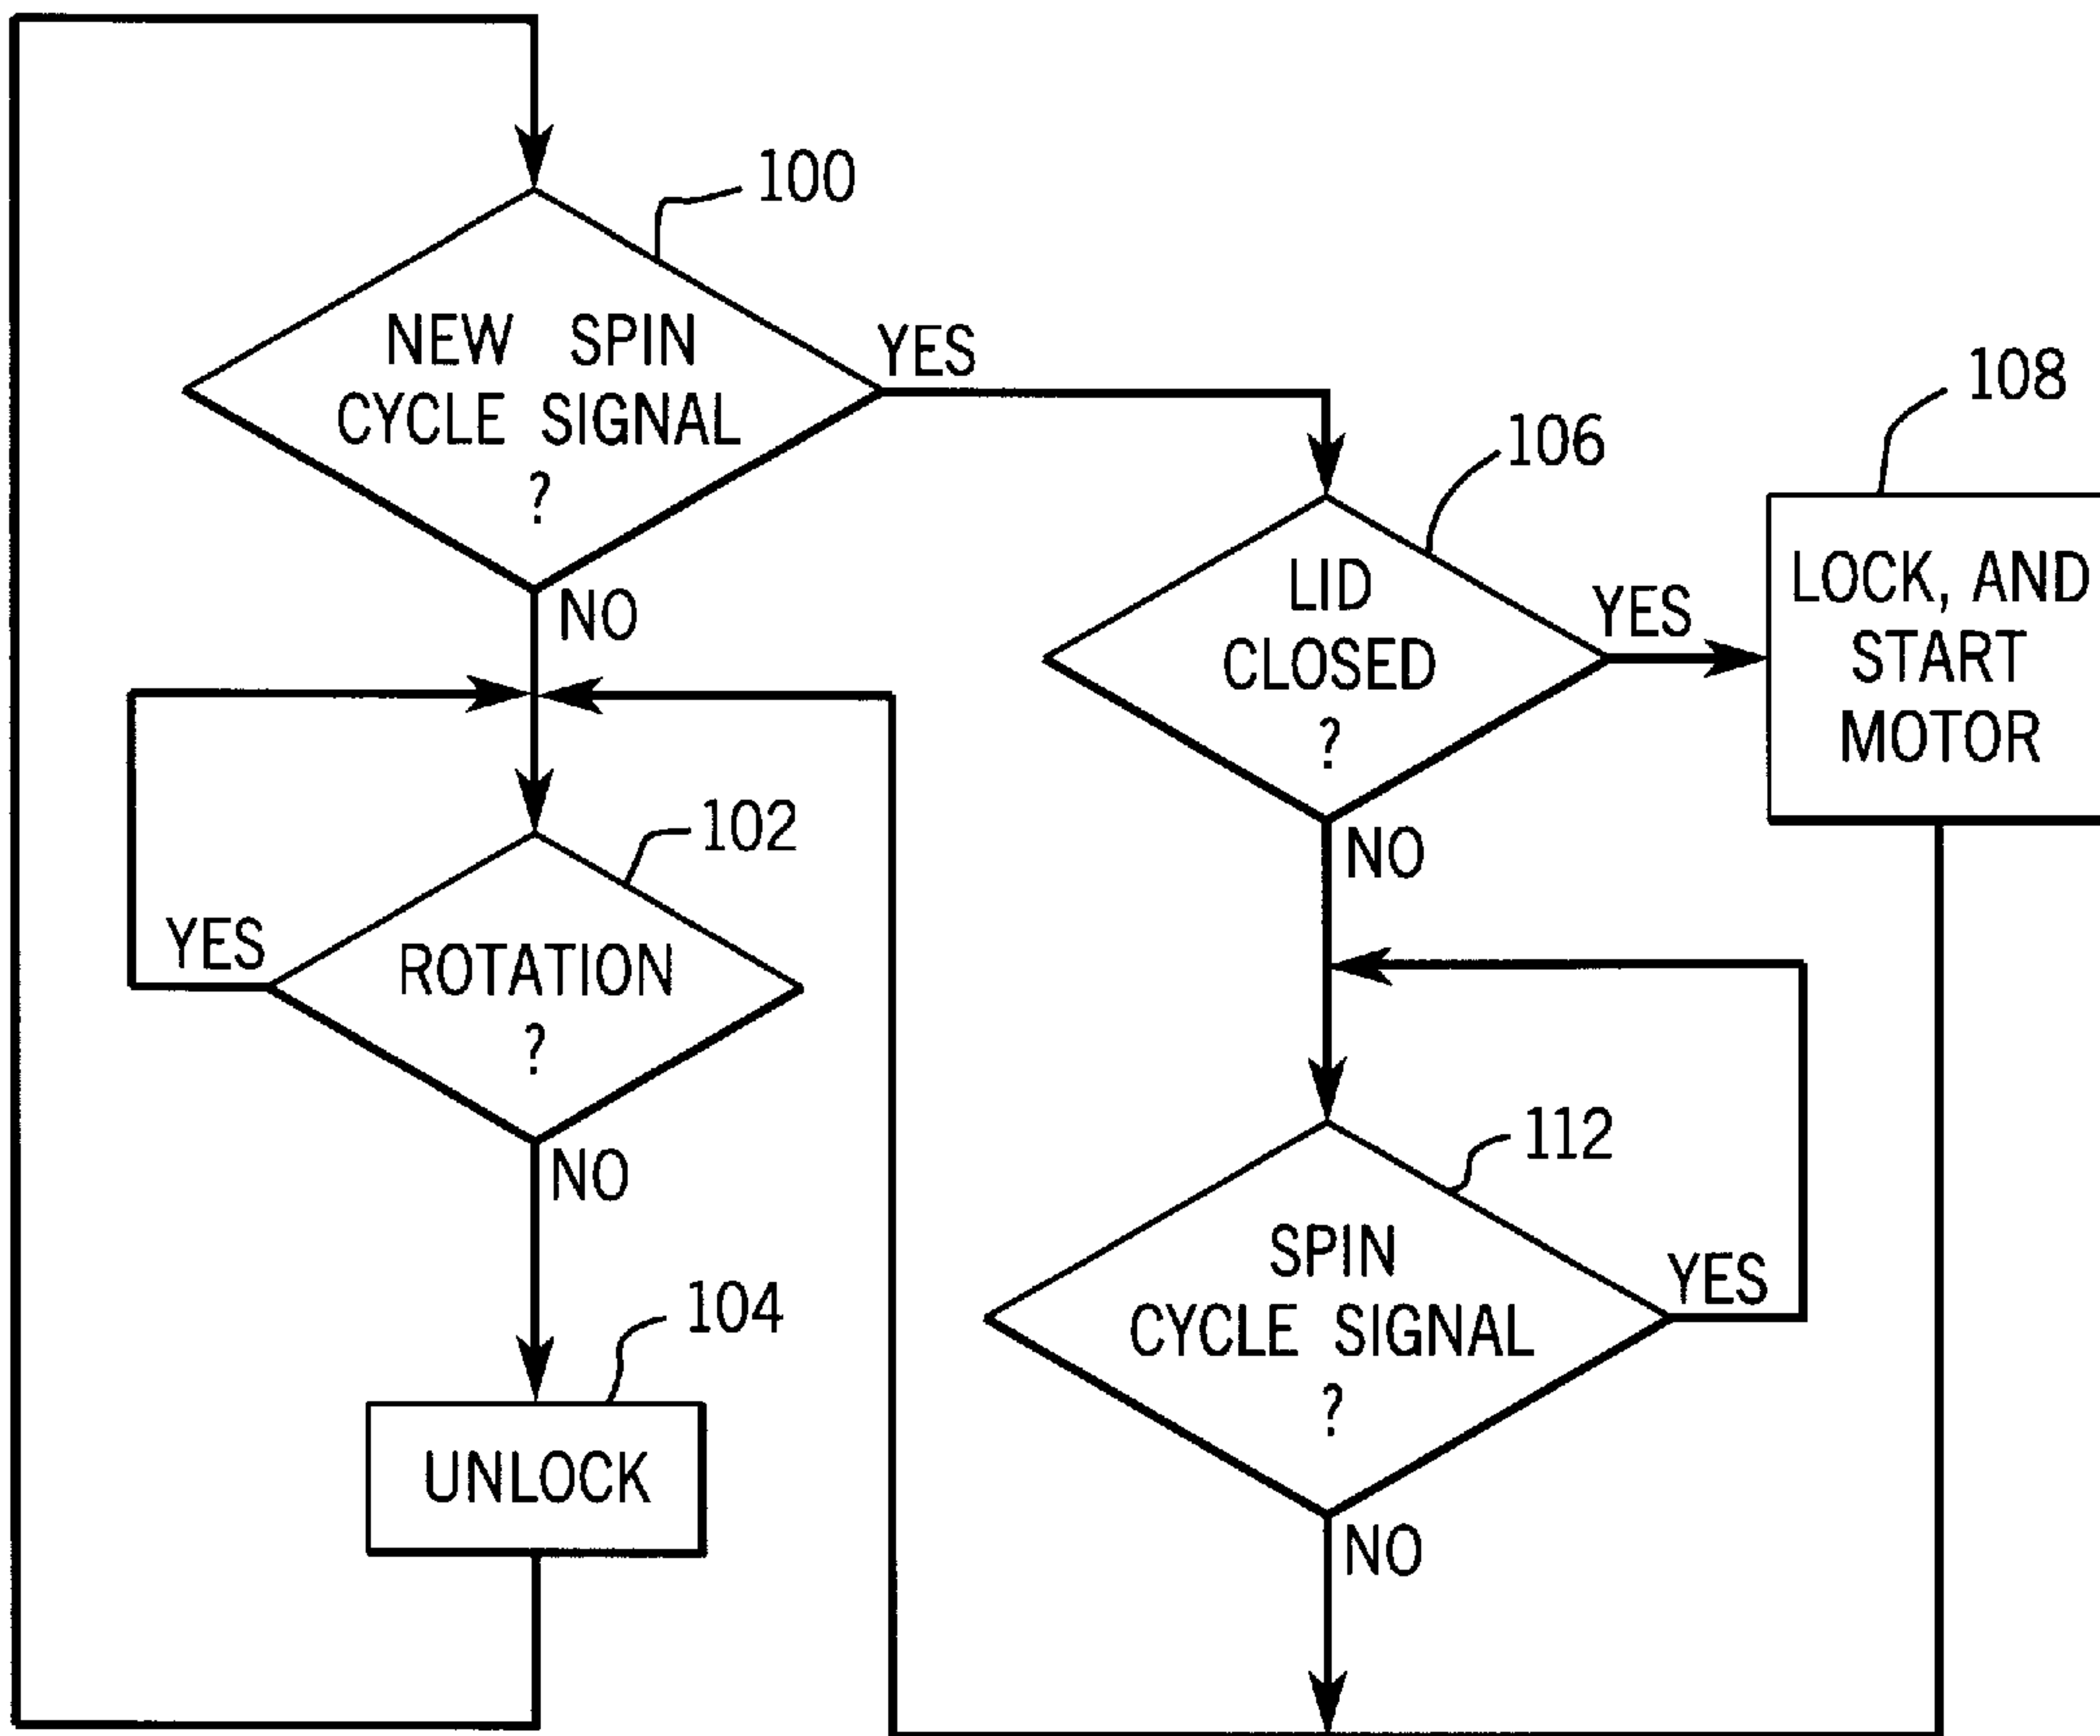 100
NEW SPIN
CYCLE SIGNAL
?
YES
NO
106
LID
CLOSED
?
YES
NO
108
LOCK, AND
START
MOTOR
102
ROTATION
?
YES
NO
104
UNLOCK
112
SPIN
CYCLE SIGNAL
?
YES
NO